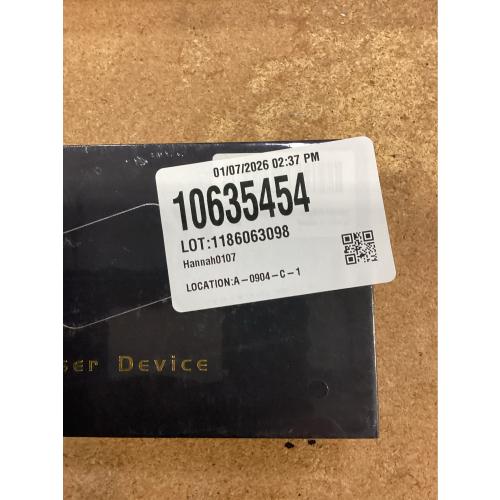 01/07/2026 02:37 PM
10635454
LOT:1186063098
Hannah0107
LOCATION:A-0904-C-1
ser Device